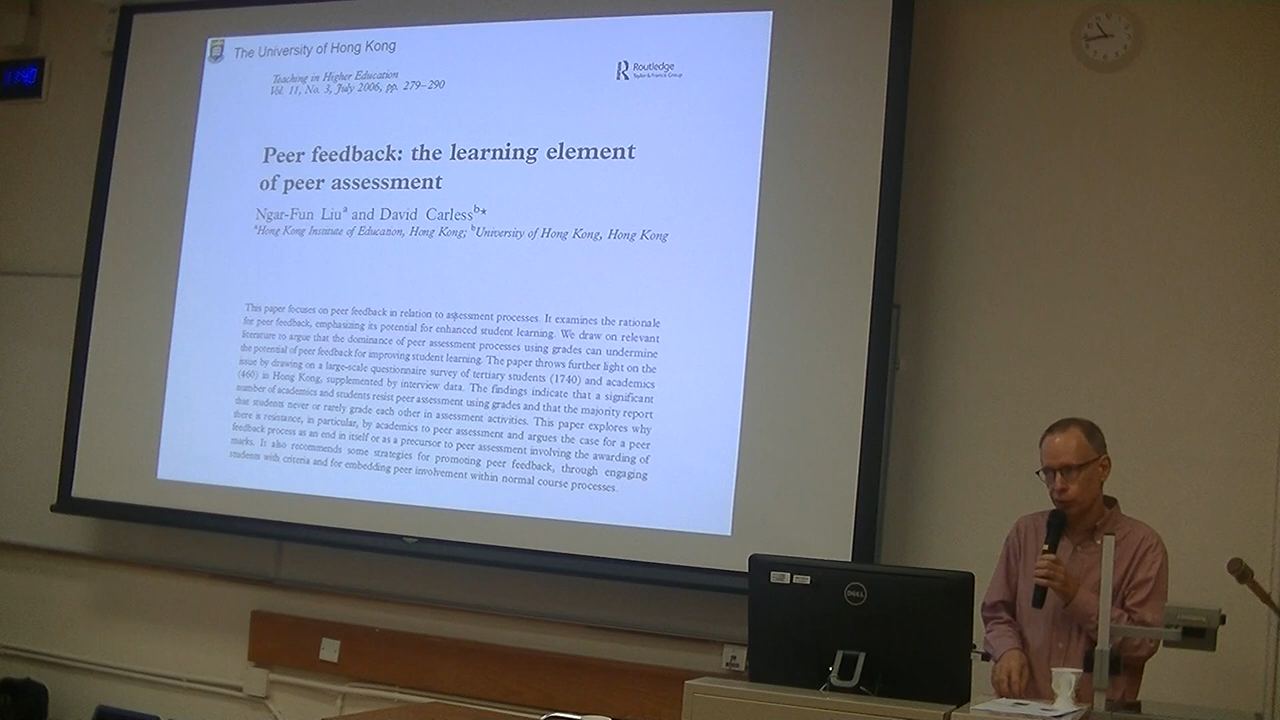 The University of Hong Kong
Teaching in Higher Education
Vol. 11, No. 3, July 2006, pp. 279–290
Routledge
Taylor & Francis Group
Peer feedback: the learning element
of peer assessment
Ngar-Fun Liuᵃ and David Carlessᵇ*
ᵃHong Kong Institute of Education, Hong Kong; ᵇUniversity of Hong Kong, Hong Kong
This paper focuses on peer feedback in relation to assessment processes. It examines the rationale
for peer feedback, emphasizing its potential for enhanced student learning. We draw on relevant
literature to argue that the dominance of peer assessment processes using grades can undermine
the potential of peer feedback for improving student learning. The paper throws further light on the
issue by drawing on a large-scale questionnaire survey of tertiary students (1740) and academics
(460) in Hong Kong, supplemented by interview data. The findings indicate that a significant
number of academics and students resist peer assessment using grades and that the majority report
that students never or rarely grade each other in assessment activities. This paper explores why
there is resistance, in particular, by academics to peer assessment and argues the case for a peer
feedback process as an end in itself or as a precursor to peer assessment involving the awarding of
marks. It also recommends some strategies for promoting peer feedback, through engaging
students with criteria and for embedding peer involvement within normal course processes.
DELL